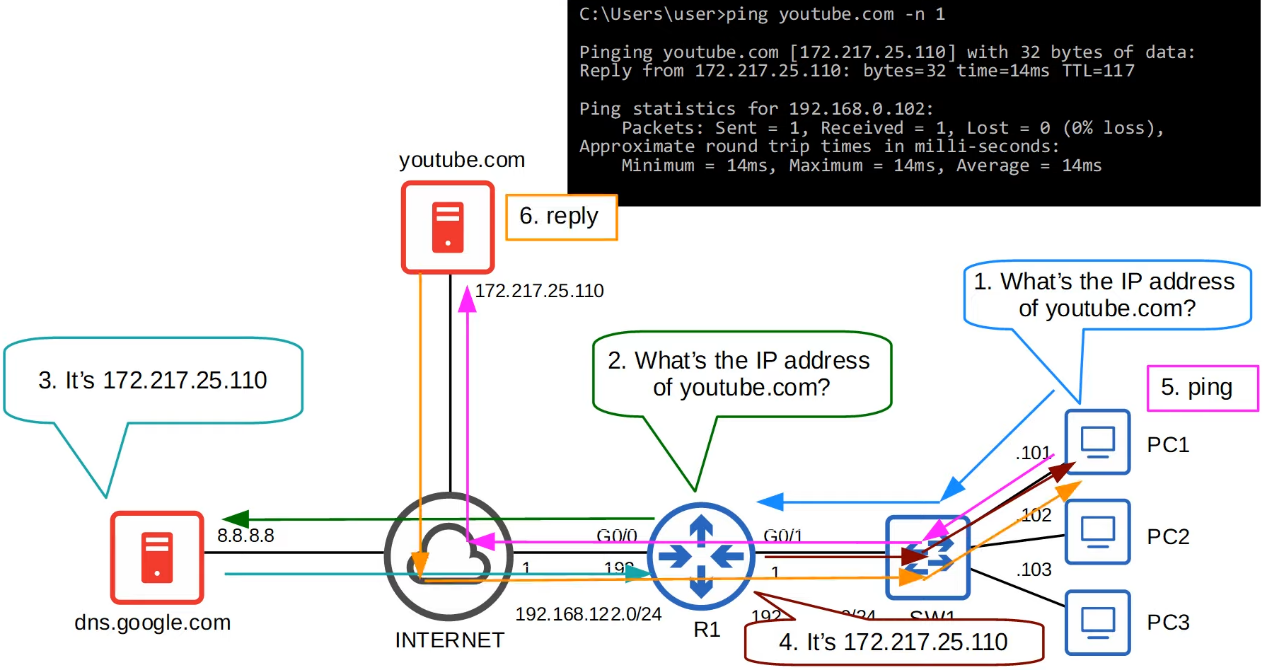 C:\Users\user>ping youtube.com -n 1
Pinging youtube.com [172.217.25.110] with 32 bytes of data:
Reply from 172.217.25.110: bytes=32 time=14ms TTL=117
Ping statistics for 192.168.0.102:
Packets: Sent = 1, Received = 1, Lost = 0 (0% loss),
Approximate round trip times in milli-seconds:
Minimum = 14ms, Maximum = 14ms, Average = 14ms
youtube.com
6. reply
172.217.25.110
1. What's the IP address
of youtube.com?
2. What's the IP address
of youtube.com?
3. It's 172.217.25.110
5. ping
.101
PC1
.102
PC2
8.8.8.8
G0/0
G0/1
.103
.1
.1
192.168.122.0/24
dns.google.com
INTERNET
R1
SW1
PC3
4. It's 172.217.25.110